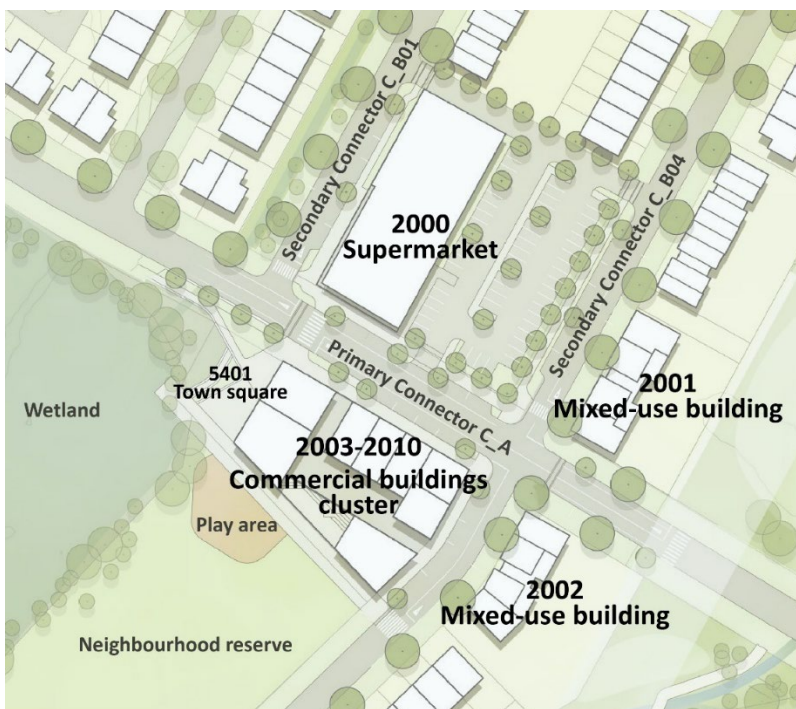 Secondary Connector C_B01
2000
Supermarket
Secondary Connector C_B04
Primary Connector C_A
5401
Town square
Wetland
2001
Mixed-use building
2003-2010
Commercial buildings
cluster
Play area
2002
Mixed-use building
Neighbourhood reserve